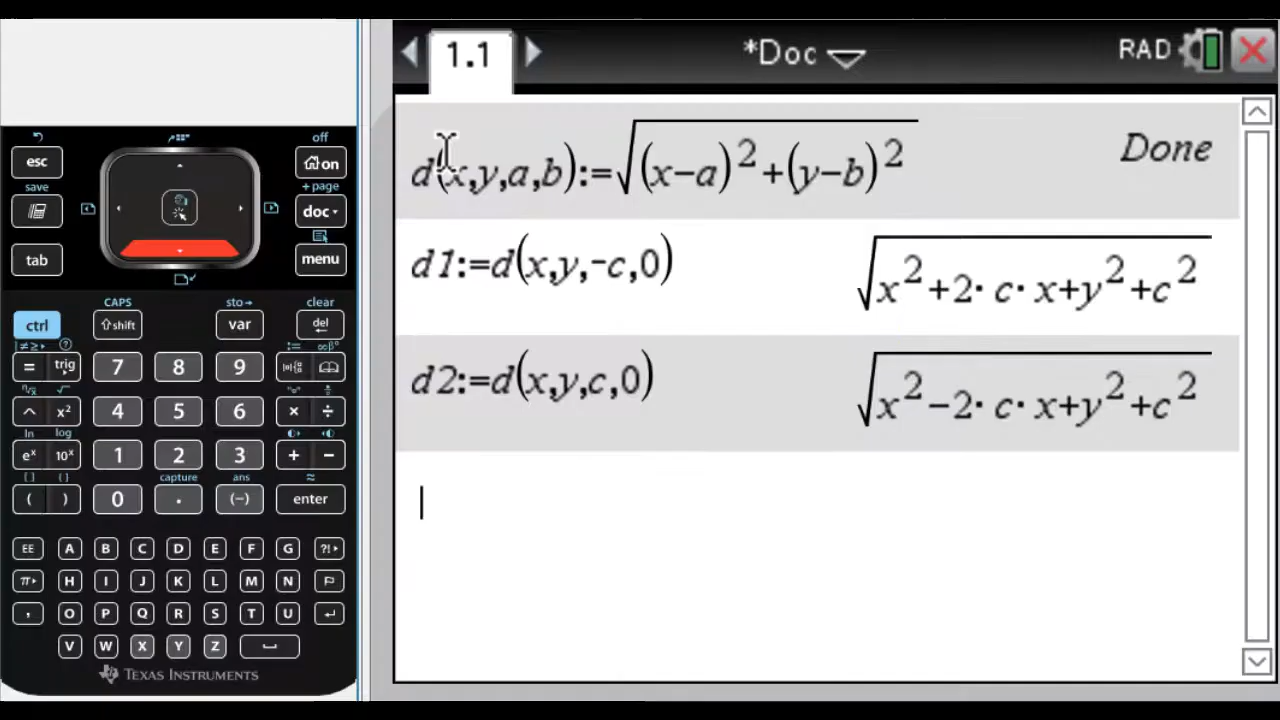 1.1 *Doc RAD
d(x,y,a,b):=√((x−a)²+(y−b)²) Done
d1:=d(x,y,⁻c,0) √(x²+2·c·x+y²+c²)
d2:=d(x,y,c,0) √(x²−2·c·x+y²+c²)
off
esc on
save + page
doc
tab menu
CAPS sto→ clear
ctrl ⇧shift var del
|≠≥▸ ? := ∞β°
= trig 7 8 9
ⁿ√x √
^ x² 4 5 6 × ÷
ln log
eˣ 10ˣ 1 2 3 + −
[ ] { } capture ans ≈
( ) 0 . (−) enter
EE A B C D E F G ?!▸
π▸ H I J K L M N
, O P Q R S T U ↵
V W X Y Z
TEXAS INSTRUMENTS